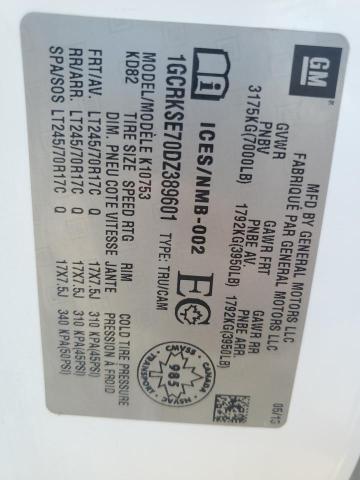 GM
MFD BY GENERAL MOTORS LLC
FABRIQUÉ PAR GENERAL MOTORS LLC
GVWR GAWR FRT GAWR RR
PNBV PNBE AV. PNBE ARR.
3175KG(7000LB) 1792KG(3950LB) 1792KG(3950LB)
ICES/NMB-002
EC
CANADA
CMVSS
TRANSPORT
NSVAC
985
1GCRKSE70DZ389601 TYPE: TRU/CAM
MODEL/MODÈLE K10753
KD82
TIRE SIZE SPEED RTG RIM COLD TIRE PRESSURE
DIM. PNEU COTE VITESSE JANTE PRESSION À FROID
FRT/AV. LT245/70R17C Q 17X7.5J 310 KPA(45PSI)
RR/ARR. LT245/70R17C Q 17X7.5J 310 KPA(45PSI)
SPA/SOS LT245/70R17C Q 17X7.5J 340 KPA(50PSI)